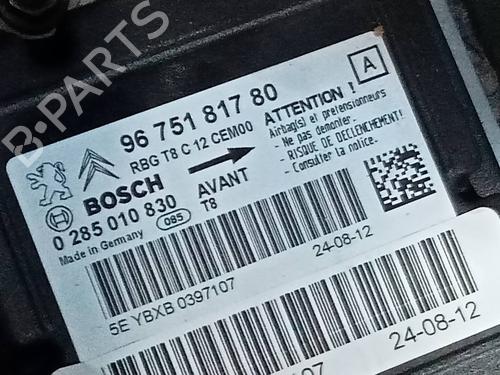 B-PARTS
96 751 817 80
RBG T8 C 12 CEM00
A
ATTENTION !
Airbag(s) et prétensionneurs
- Ne pas démonter.
- RISQUE DE DECLENCHEMENT!
- Consulter la notice.
BOSCH
AVANT
0 285 010 830
085
T8
Made in Germany
24-08-12
5E YBXB 0397107
24-08-12